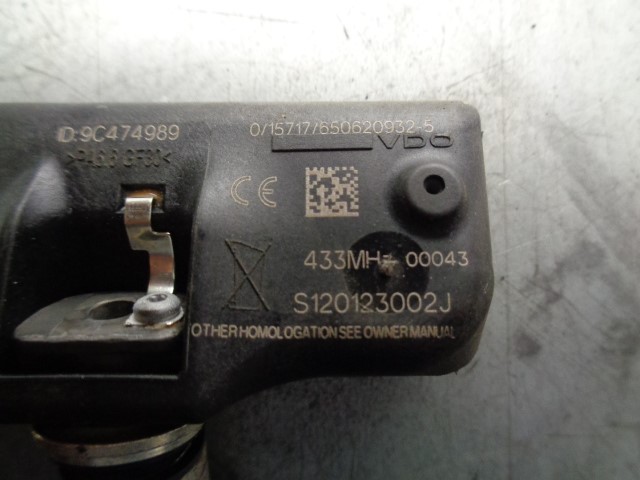 ID:9C474989
0/15717/650620932-5
VDO
CE
433MHz 00043
S120123002J
OTHER HOMOLOGATION SEE OWNER MANUAL